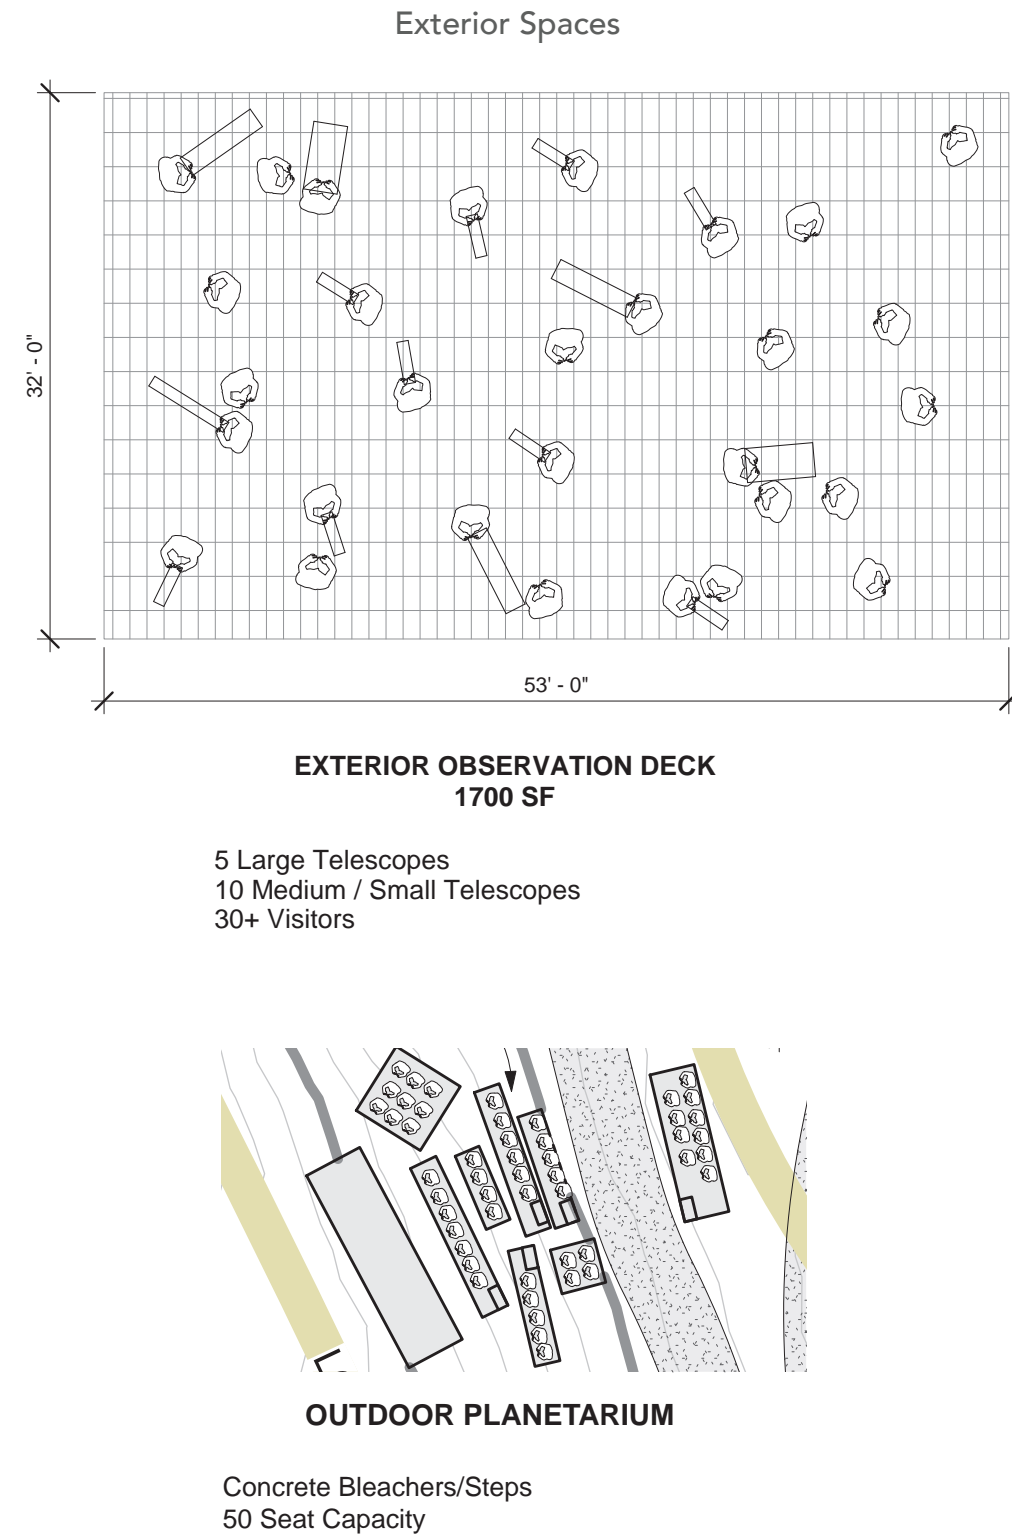 Exterior Spaces
32' - 0"
53' - 0"
EXTERIOR OBSERVATION DECK
1700 SF
5 Large Telescopes
10 Medium / Small Telescopes
30+ Visitors
OUTDOOR PLANETARIUM
Concrete Bleachers/Steps
50 Seat Capacity